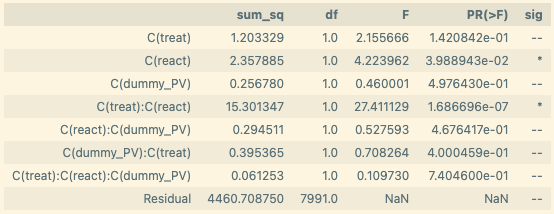 sum_sq df F PR(>F) sig
C(treat) 1.203329 1.0 2.155666 1.420842e-01 --
C(react) 2.357885 1.0 4.223962 3.988943e-02 *
C(dummy_PV) 0.256780 1.0 0.460001 4.976430e-01 --
C(treat):C(react) 15.301347 1.0 27.411129 1.686696e-07 *
C(react):C(dummy_PV) 0.294511 1.0 0.527593 4.676417e-01 --
C(dummy_PV):C(treat) 0.395365 1.0 0.708264 4.000459e-01 --
C(treat):C(react):C(dummy_PV) 0.061253 1.0 0.109730 7.404600e-01 --
Residual 4460.708750 7991.0 NaN NaN --